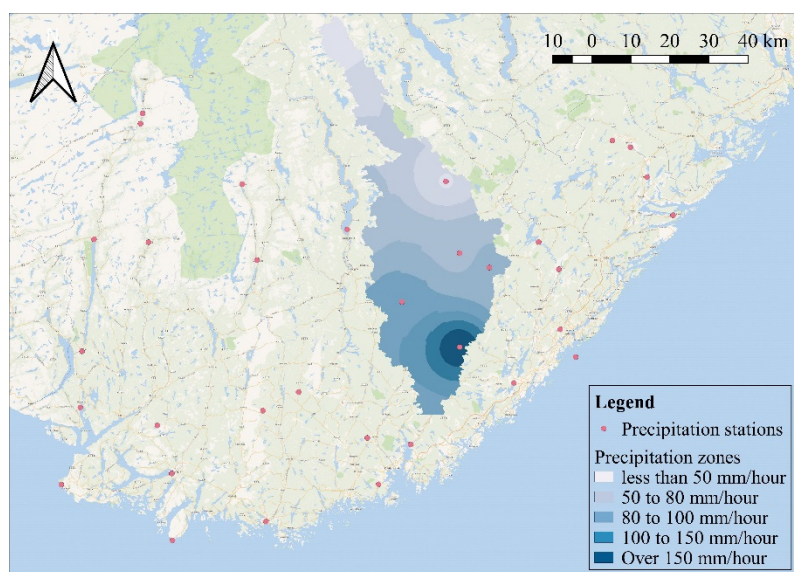 10 0 10 20 30 40 km
Legend
Precipitation stations
Precipitation zones
less than 50 mm/hour
50 to 80 mm/hour
80 to 100 mm/hour
100 to 150 mm/hour
Over 150 mm/hour